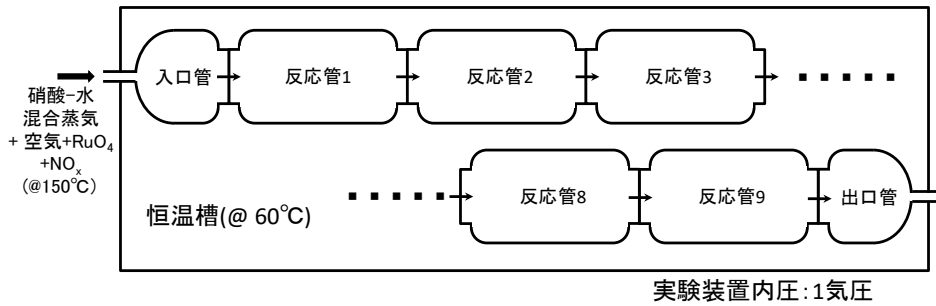 入口管
反応管1
反応管2
反応管3
硝酸-水
混合蒸気
+ 空気+RuO4
+NOx
(@150℃)
恒温槽(@ 60℃)
反応管8
反応管9
出口管
実験装置内圧:1気圧